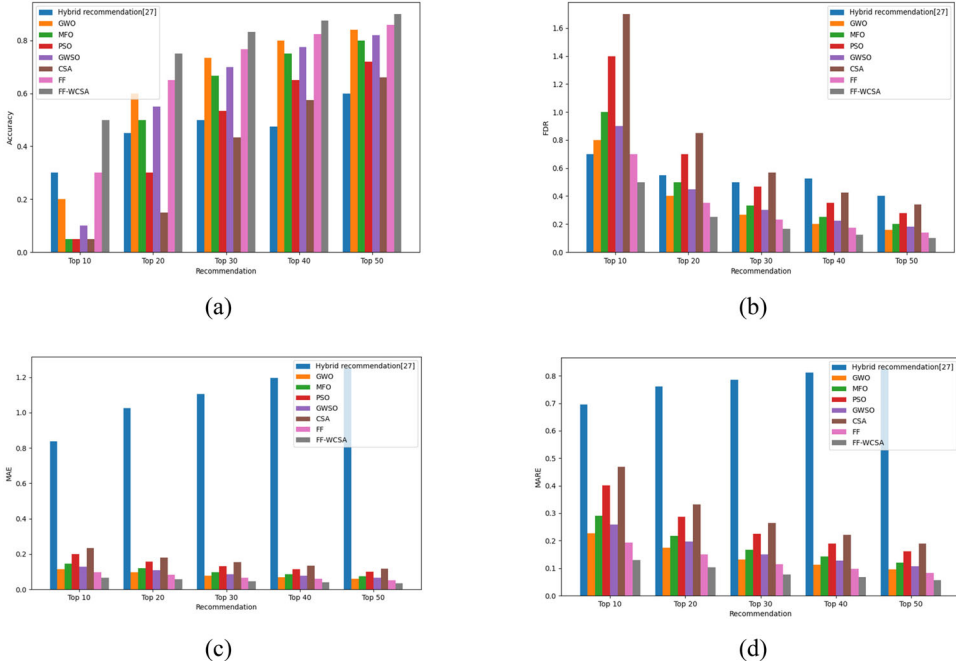 Hybrid recommendation[27]
GWO
MFO
PSO
GWSO
CSA
FF
FF-WCSA
Accuracy
0.8
0.6
0.4
0.2
0.0
Top 10 Top 20 Top 30 Top 40 Top 50
Recommendation
(a)
Hybrid recommendation[27]
GWO
MFO
PSO
GWSO
CSA
FF
FF-WCSA
FDR
1.6
1.4
1.2
1.0
0.8
0.6
0.4
0.2
0.0
Top 10 Top 20 Top 30 Top 40 Top 50
Recommendation
(b)
Hybrid recommendation[27]
GWO
MFO
PSO
GWSO
CSA
FF
FF-WCSA
MAE
1.2
1.0
0.8
0.6
0.4
0.2
0.0
Top 10 Top 20 Top 30 Top 40 Top 50
Recommendation
(c)
Hybrid recommendation[27]
GWO
MFO
PSO
GWSO
CSA
FF
FF-WCSA
MARE
0.8
0.7
0.6
0.5
0.4
0.3
0.2
0.1
0.0
Top 10 Top 20 Top 30 Top 40 Top 50
Recommendation
(d)